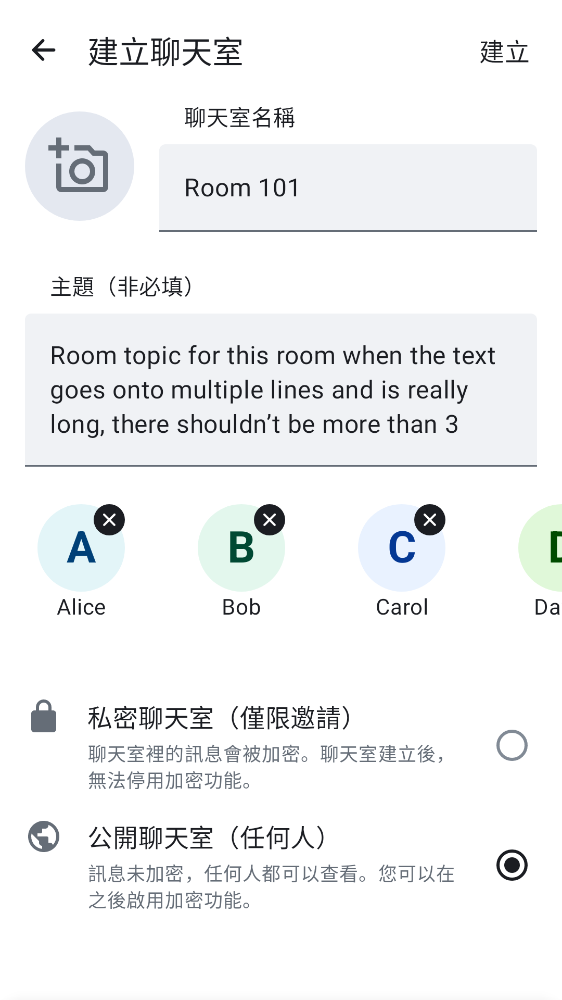 建立聊天室
建立
聊天室名稱
Room 101
主題（非必填）
Room topic for this room when the text
goes onto multiple lines and is really
long, there shouldn’t be more than 3
A
B
C
Alice
Bob
Carol
Da
私密聊天室（僅限邀請）
聊天室裡的訊息會被加密。聊天室建立後，
無法停用加密功能。
公開聊天室（任何人）
訊息未加密，任何人都可以查看。您可以在
之後啟用加密功能。